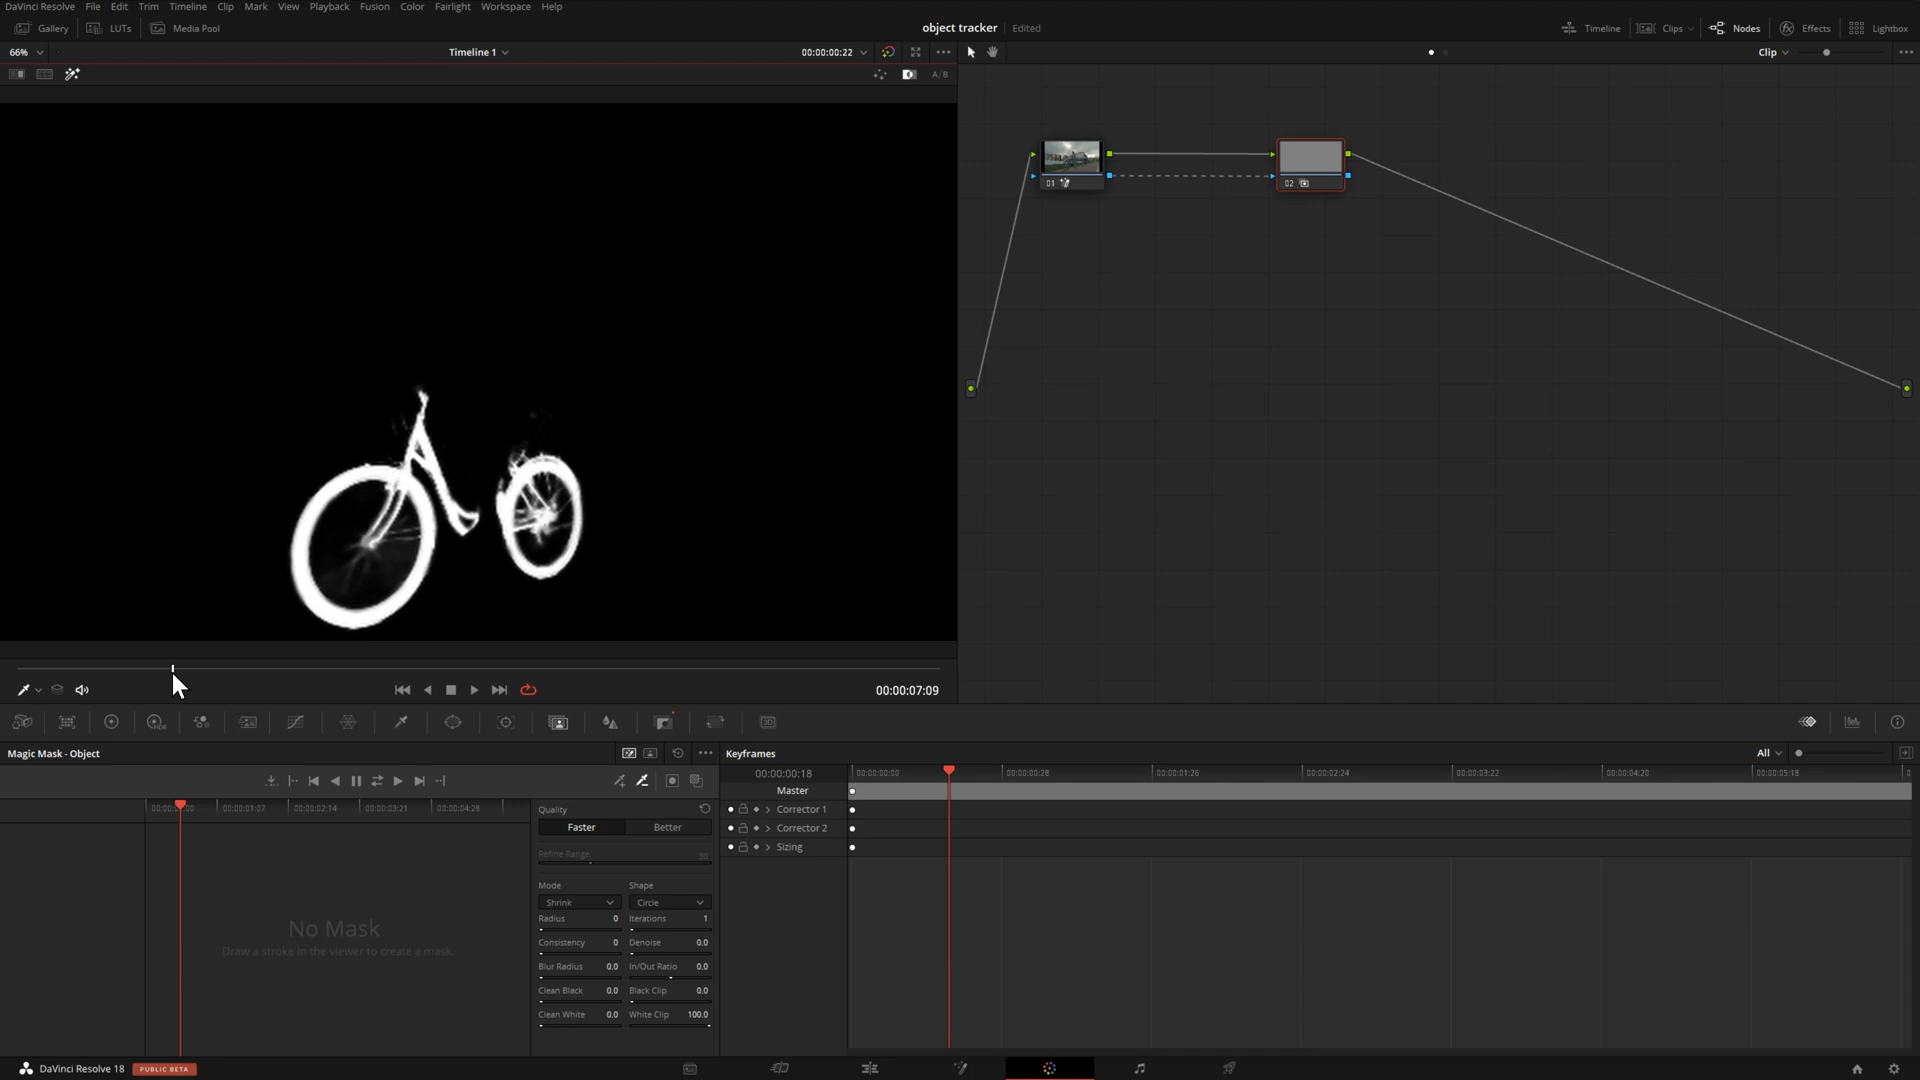 DaVinci Resolve File Edit Trim Timeline Clip Mark View Playback Fusion Color Fairlight Workspace Help
Gallery LUTs Media Pool object tracker Edited Timeline Clips Nodes Effects Lightbox
66% Timeline 1 00:00:00:22 Clip
A/B
01 02
00:00:07:09
Magic Mask - Object Keyframes All
00:00:00:18 00:00:00:00 00:00:00:28 00:00:01:26 00:00:02:24 00:00:03:22 00:00:04:20 00:00:05:18
Master
00:00:01:07 00:00:02:14 00:00:03:21 00:00:04:28 Quality Corrector 1
Faster Better Corrector 2
Sizing
Refine Range 30
Mode Shape
Shrink Circle
Radius 0 Iterations 1
No Mask
Consistency 0 Denoise 0.0
Draw a stroke in the viewer to create a mask.
Blur Radius 0.0 In/Out Ratio 0.0
Clean Black 0.0 Black Clip 0.0
Clean White 0.0 White Clip 100.0
DaVinci Resolve 18 PUBLIC BETA